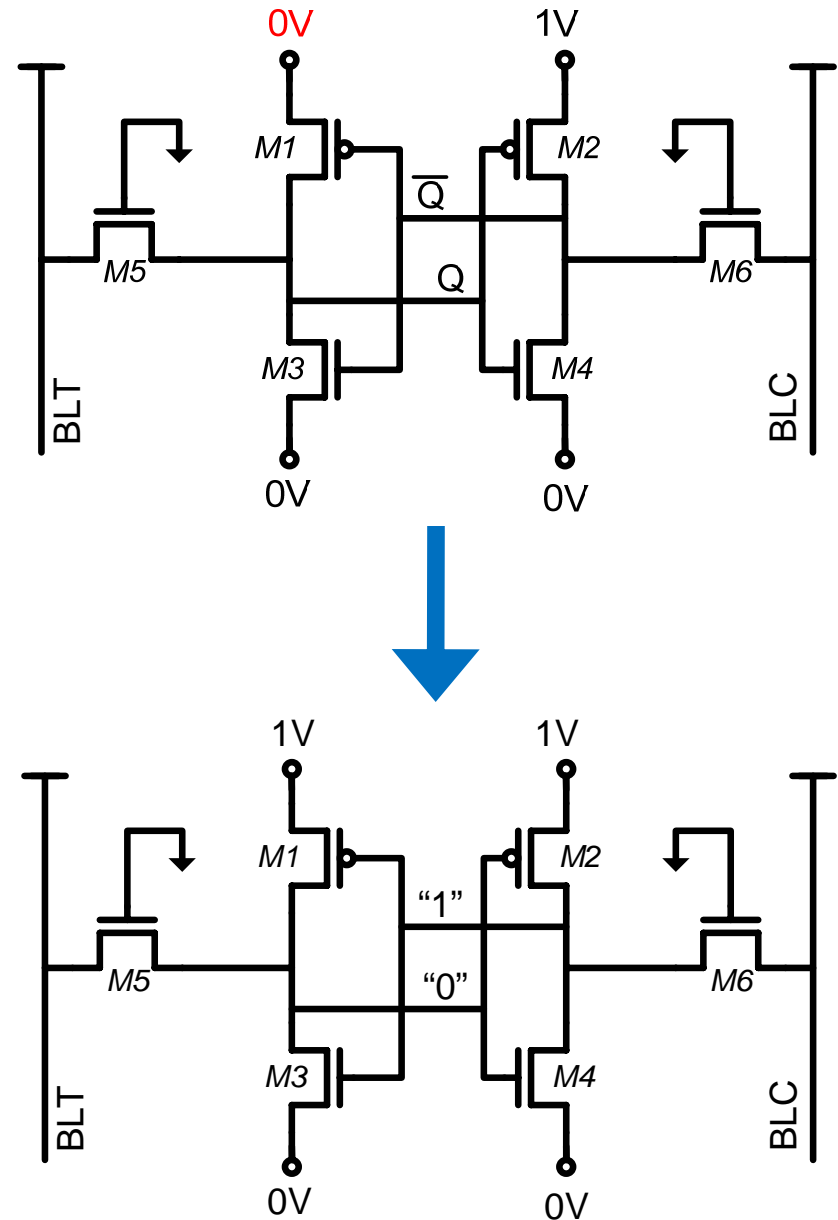 0V 1V
M1 M2
Q̅
M5 Q M6
M3 M4
BLT BLC
0V 0V
1V 1V
M1 M2
“1”
M5 “0” M6
M3 M4
BLT BLC
0V 0V